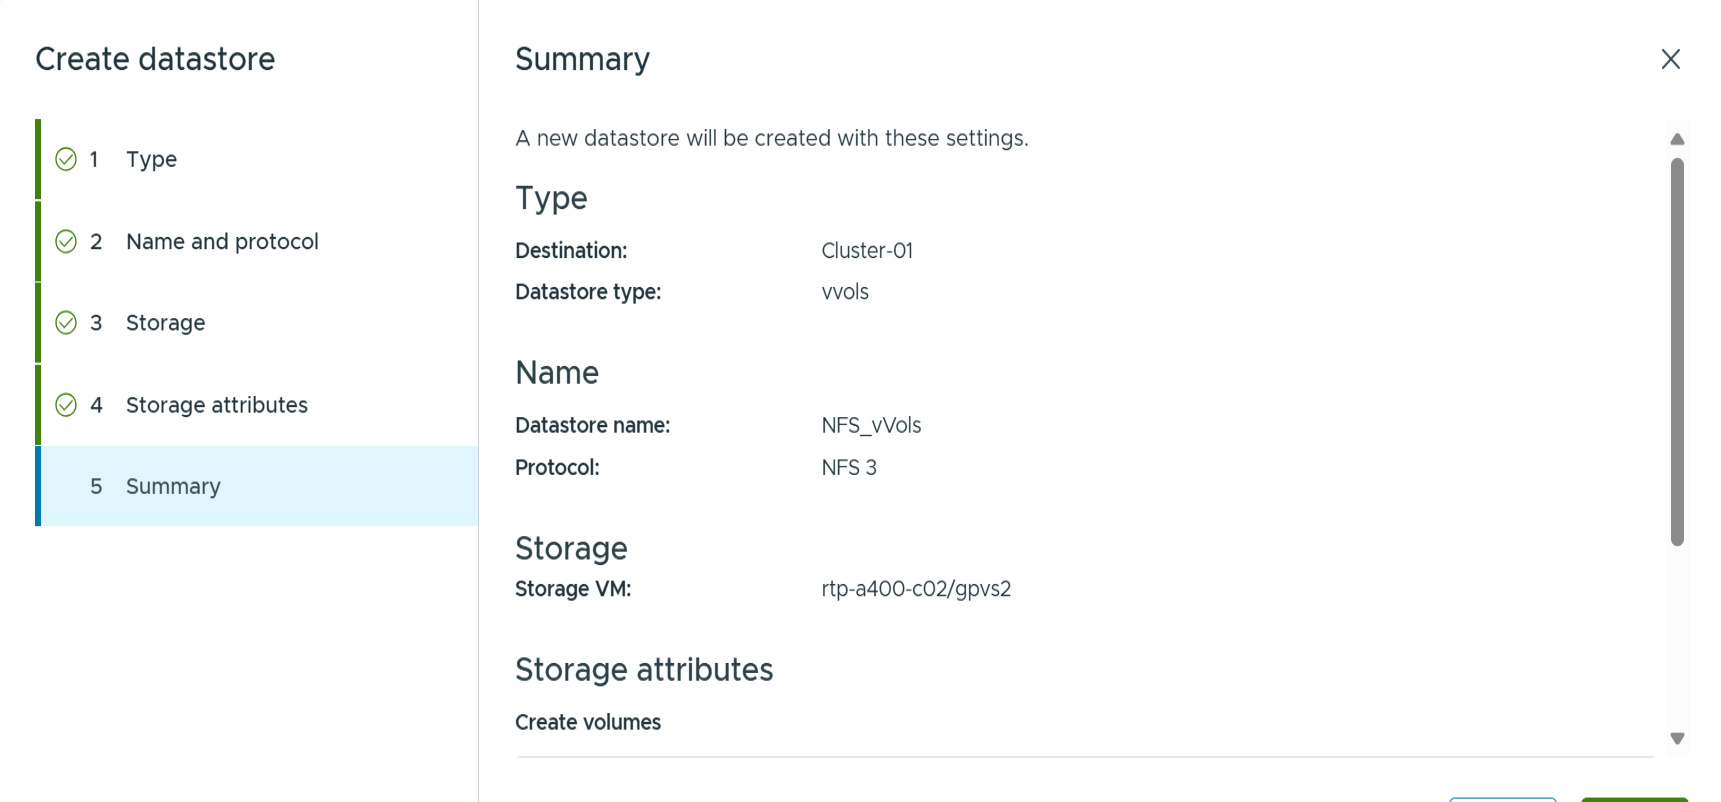 Create datastore
1 Type
2 Name and protocol
3 Storage
4 Storage attributes
5 Summary
Summary
A new datastore will be created with these settings.
Type
Destination: Cluster-01
Datastore type: vvols
Name
Datastore name: NFS_vVols
Protocol: NFS 3
Storage
Storage VM: rtp-a400-c02/gpvs2
Storage attributes
Create volumes